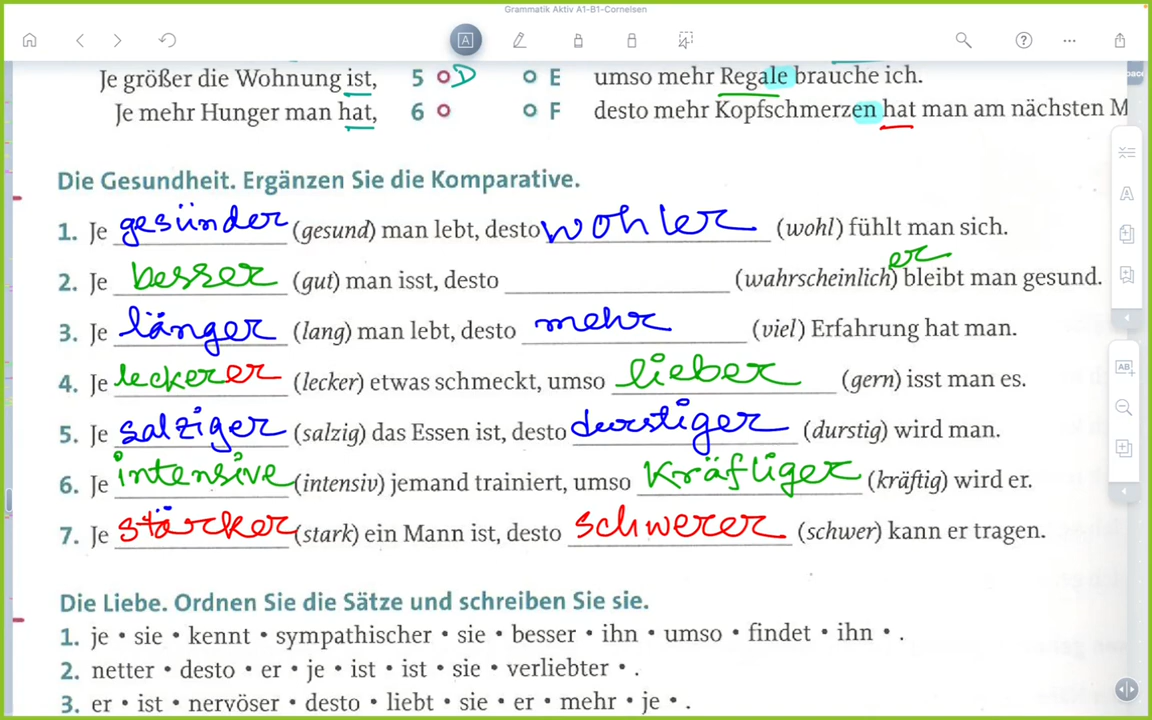 Grammatik Aktiv A1-B1-Cornelsen
Je größer die Wohnung ist, 5 D E umso mehr Regale brauche ich.
Je mehr Hunger man hat, 6 F desto mehr Kopfschmerzen hat man am nächsten M
Die Gesundheit. Ergänzen Sie die Komparative.
1. Je gesünder (gesund) man lebt, desto wohler (wohl) fühlt man sich.
2. Je besser (gut) man isst, desto (wahrscheinlich) er bleibt man gesund.
3. Je länger (lang) man lebt, desto mehr (viel) Erfahrung hat man.
4. Je leckerer (lecker) etwas schmeckt, umso lieber (gern) isst man es.
5. Je salziger (salzig) das Essen ist, desto durstiger (durstig) wird man.
6. Je intensive (intensiv) jemand trainiert, umso kräftiger (kräftig) wird er.
7. Je stärker (stark) ein Mann ist, desto schwerer (schwer) kann er tragen.
Die Liebe. Ordnen Sie die Sätze und schreiben Sie sie.
1. je • sie • kennt • sympathischer • sie • besser • ihn • umso • findet • ihn • .
2. netter • desto • er • je • ist • ist • sie • verliebter • .
3. er • ist • nervöser • desto • liebt • sie • er • mehr • je • .